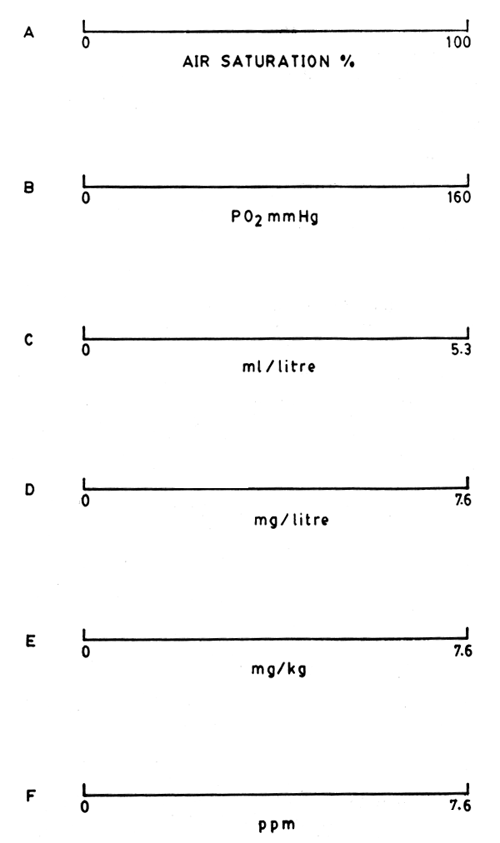 A
0 100
AIR SATURATION %
B
0 160
PO₂ mmHg
C
0 5.3
ml/litre
D
0 7.6
mg/litre
E
0 7.6
mg/kg
F
0 7.6
ppm